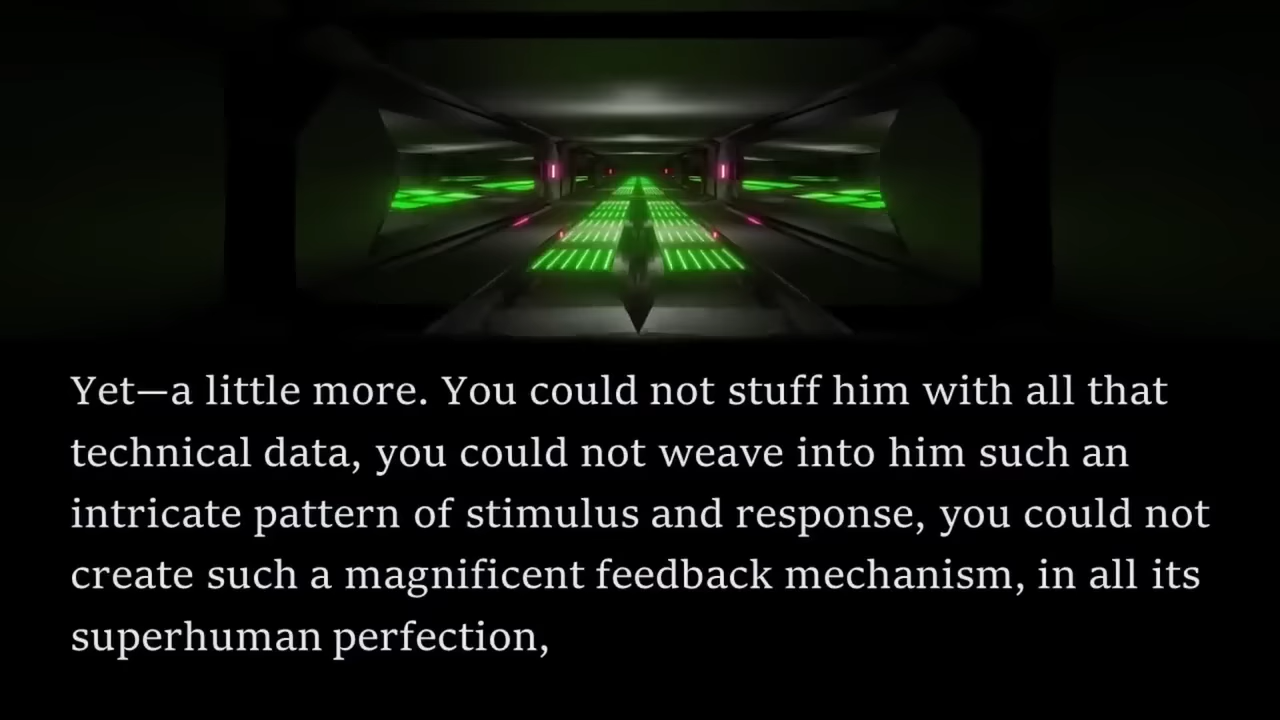 Yet—a little more. You could not stuff him with all that
technical data, you could not weave into him such an
intricate pattern of stimulus and response, you could not
create such a magnificent feedback mechanism, in all its
superhuman perfection,